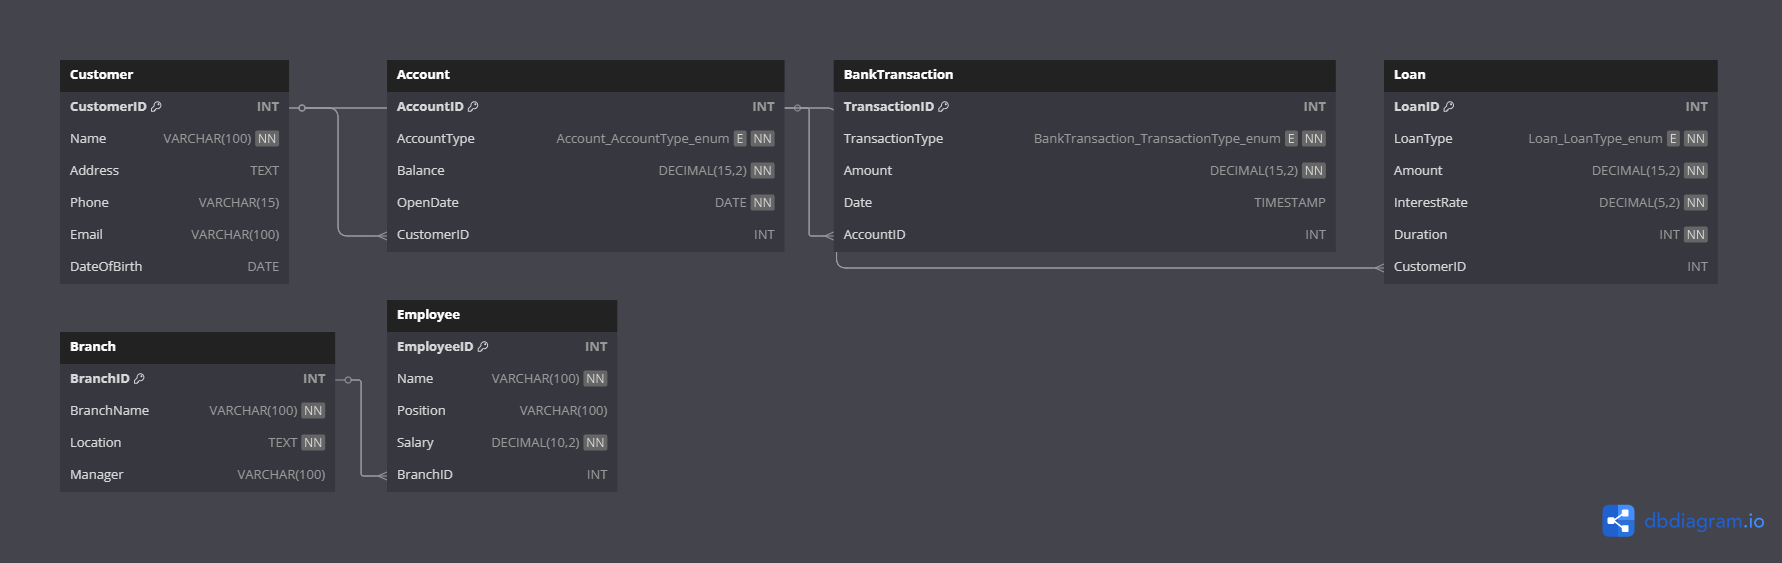 Customer
CustomerID INT
Name VARCHAR(100) NN
Address TEXT
Phone VARCHAR(15)
Email VARCHAR(100)
DateOfBirth DATE
Account
AccountID INT
AccountType Account_AccountType_enum E NN
Balance DECIMAL(15,2) NN
OpenDate DATE NN
CustomerID INT
BankTransaction
TransactionID INT
TransactionType BankTransaction_TransactionType_enum E NN
Amount DECIMAL(15,2) NN
Date TIMESTAMP
AccountID INT
Loan
LoanID INT
LoanType Loan_LoanType_enum E NN
Amount DECIMAL(15,2) NN
InterestRate DECIMAL(5,2) NN
Duration INT NN
CustomerID INT
Branch
BranchID INT
BranchName VARCHAR(100) NN
Location TEXT NN
Manager VARCHAR(100)
Employee
EmployeeID INT
Name VARCHAR(100) NN
Position VARCHAR(100)
Salary DECIMAL(10,2) NN
BranchID INT
dbdiagram.io